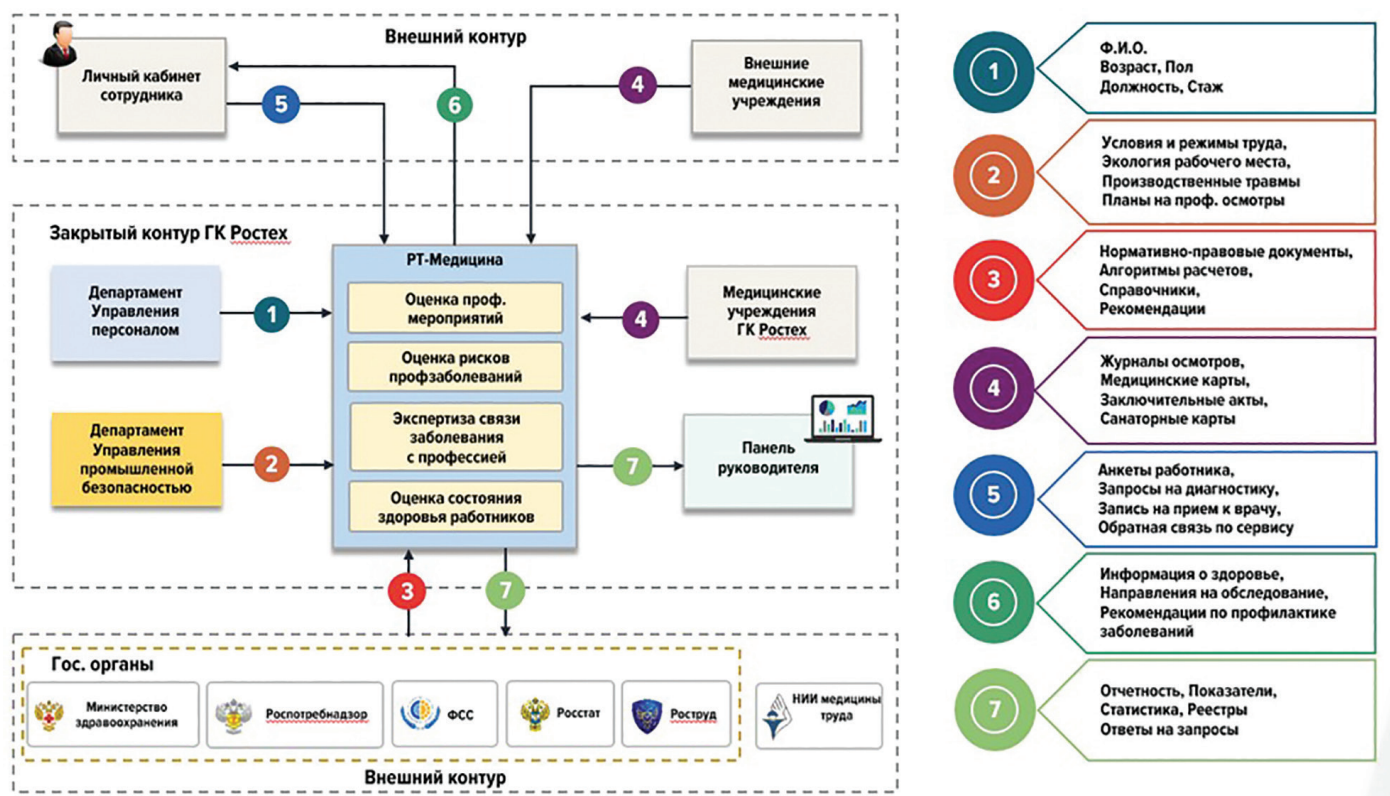 Внешний контур
Личный кабинет
сотрудника
5
6
4
Внешние
медицинские
учреждения
Закрытый контур ГК Ростех
Департамент
Управления
персоналом
1
РТ-Медицина
Оценка проф.
мероприятий
Оценка рисков
профзаболеваний
Экспертиза связи
заболевания
с профессией
Оценка состояния
здоровья работников
4
Медицинские
учреждения
ГК Ростех
Департамент
Управления
промышленной
безопасностью
2
7
Панель
руководителя
3
7
Гос. органы
Министерство
здравоохранения
Роспотребнадзор
ФСС
Росстат
Роструд
НИИ медицины
труда
Внешний контур
1
Ф.И.О.
Возраст, Пол
Должность, Стаж
2
Условия и режимы труда,
Экология рабочего места,
Производственные травмы
Планы на проф. осмотры
3
Нормативно-правовые документы,
Алгоритмы расчетов,
Справочники,
Рекомендации
4
Журналы осмотров,
Медицинские карты,
Заключительные акты,
Санаторные карты
5
Анкеты работника,
Запросы на диагностику,
Запись на прием к врачу,
Обратная связь по сервису
6
Информация о здоровье,
Направления на обследование,
Рекомендации по профилактике
заболеваний
7
Отчетность, Показатели,
Статистика, Реестры
Ответы на запросы